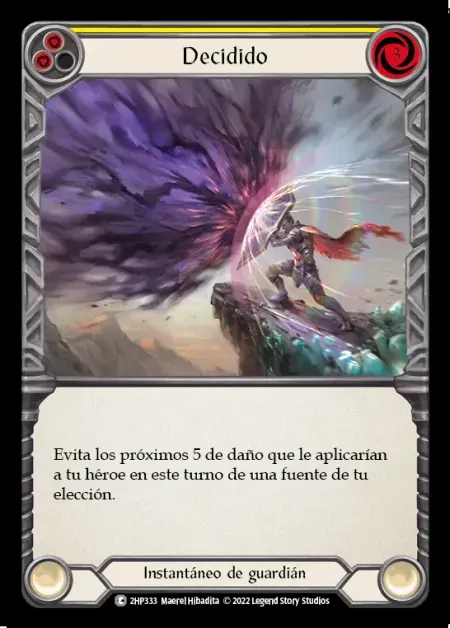 Decidido
3
Evita los próximos 5 de daño que le aplicarían
a tu héroe en este turno de una fuente de tu
elección.
Instantáneo de guardián
C 2HP333 Maerel Hibadita © 2022 Legend Story Studios